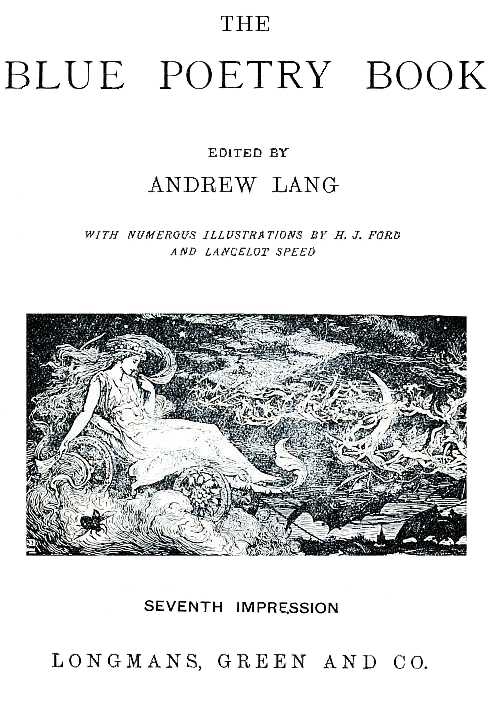 THE
BLUE POETRY BOOK
EDITED BY
ANDREW LANG
WITH NUMEROUS ILLUSTRATIONS BY H. J. FORD
AND LANCELOT SPEED
SEVENTH IMPRESSION
LONGMANS, GREEN AND CO.